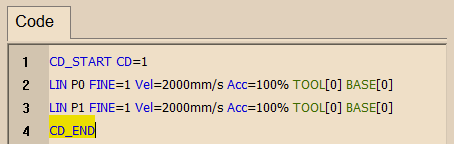 Code
1 CD_START CD=1
2 LIN P0 FINE=1 Vel=2000mm/s Acc=100% TOOL[0] BASE[0]
3 LIN P1 FINE=1 Vel=2000mm/s Acc=100% TOOL[0] BASE[0]
4 CD_END